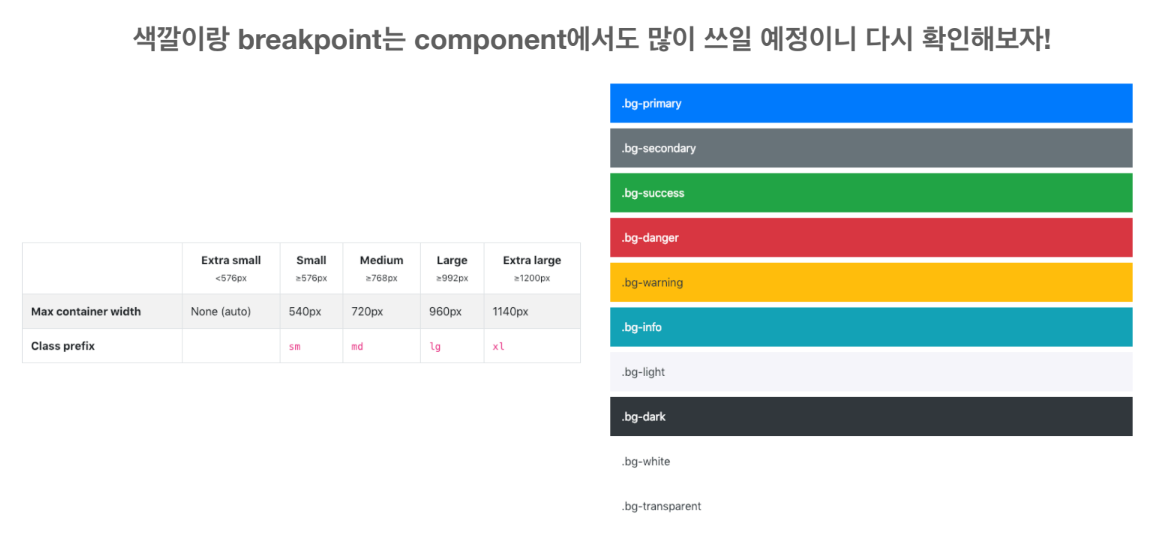 색깔이랑 breakpoint는 component에서도 많이 쓰일 예정이니 다시 확인해보자!
Extra small Small Medium Large Extra large
<576px ≥576px ≥768px ≥992px ≥1200px
Max container width None (auto) 540px 720px 960px 1140px
Class prefix sm md lg xl
.bg-primary
.bg-secondary
.bg-success
.bg-danger
.bg-warning
.bg-info
.bg-light
.bg-dark
.bg-white
.bg-transparent